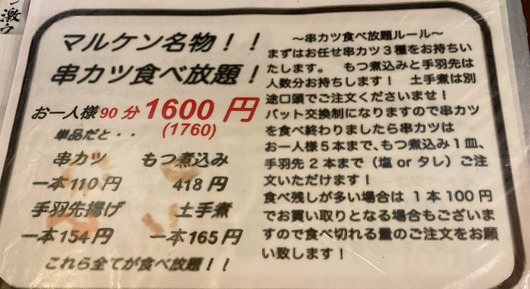 激ウ
マルケン名物！！
串カツ食べ放題！
お一人様90分1600円
(1760)
単品だと・・
串カツ　もつ煮込み
一本110円　418円
手羽先揚げ　土手煮
一本154円　一本165円
これら全てが食べ放題！！
～串カツ食べ放題ルール～
まずはお任せ串カツ3種をお持ちい
たします。　もつ煮込みと手羽先は
人数分お持ちします！　土手煮は別
途口頭でご注文くださいませ！
バット交換制になりますので串カツ
を食べ終わりましたら串カツは
お一人様5本まで、もつ煮込み1皿、
手羽先2本まで（塩 or タレ）ご注
文いただけます！
食べ残しが多い場合は1本100円
でお買い取りとなる場合もございま
すので食べ切れる量のご注文をお願
い致します！